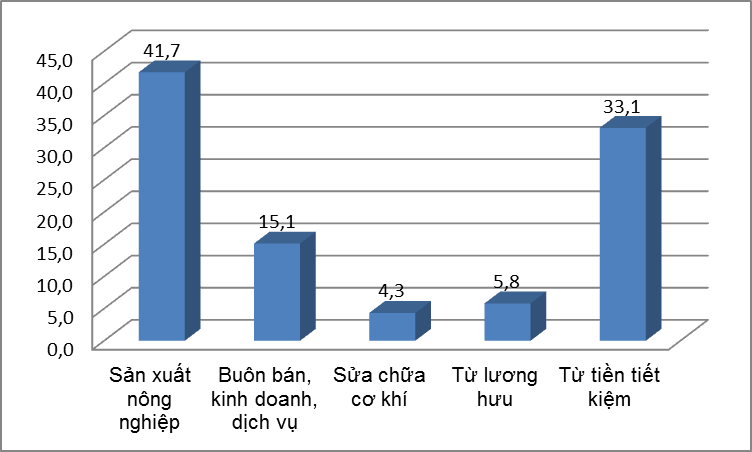 41,7
33,1
15,1
5,8
4,3
45,0
40,0
35,0
30,0
25,0
20,0
15,0
10,0
5,0
0,0
Sản xuất
nông
nghiệp
Buôn bán,
kinh doanh,
dịch vụ
Sửa chữa
cơ khí
Từ lương
hưu
Từ tiền tiết
kiệm